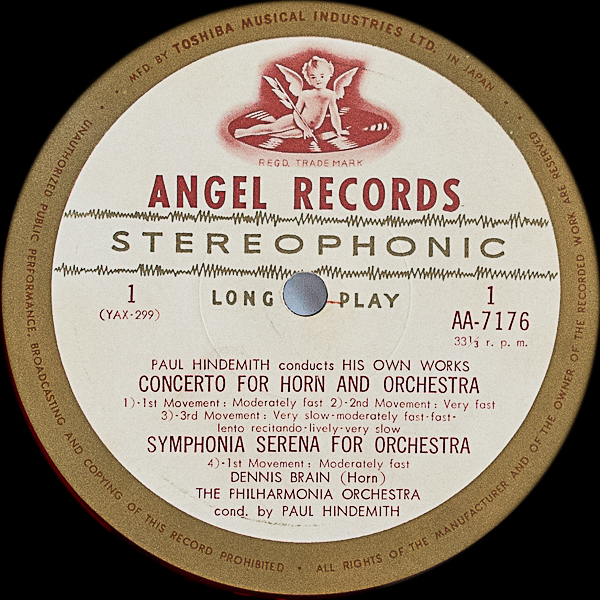 • MFD. BY TOSHIBA MUSICAL INDUSTRIES LTD. IN JAPAN •
REGD. TRADE MARK
ANGEL RECORDS
STEREOPHONIC
LONG PLAY
1
(YAX-299)
1
AA-7176
33⅓ r. p. m.
PAUL HINDEMITH conducts HIS OWN WORKS
CONCERTO FOR HORN AND ORCHESTRA
1)-1st Movement: Moderately fast 2)-2nd Movement: Very fast
3)-3rd Movement: Very slow-moderately fast-fast-
lento recitando-lively-very slow
SYMPHONIA SERENA FOR ORCHESTRA
4)-1st Movement: Moderately fast
DENNIS BRAIN (Horn)
THE PHILHARMONIA ORCHESTRA
cond. by PAUL HINDEMITH
UNAUTHORIZED PUBLIC PERFORMANCE, BROADCASTING AND COPYING OF THIS RECORD PROHIBITED • ALL RIGHTS OF THE MANUFACTURER AND OF THE OWNER OF THE RECORDED WORK ARE RESERVED